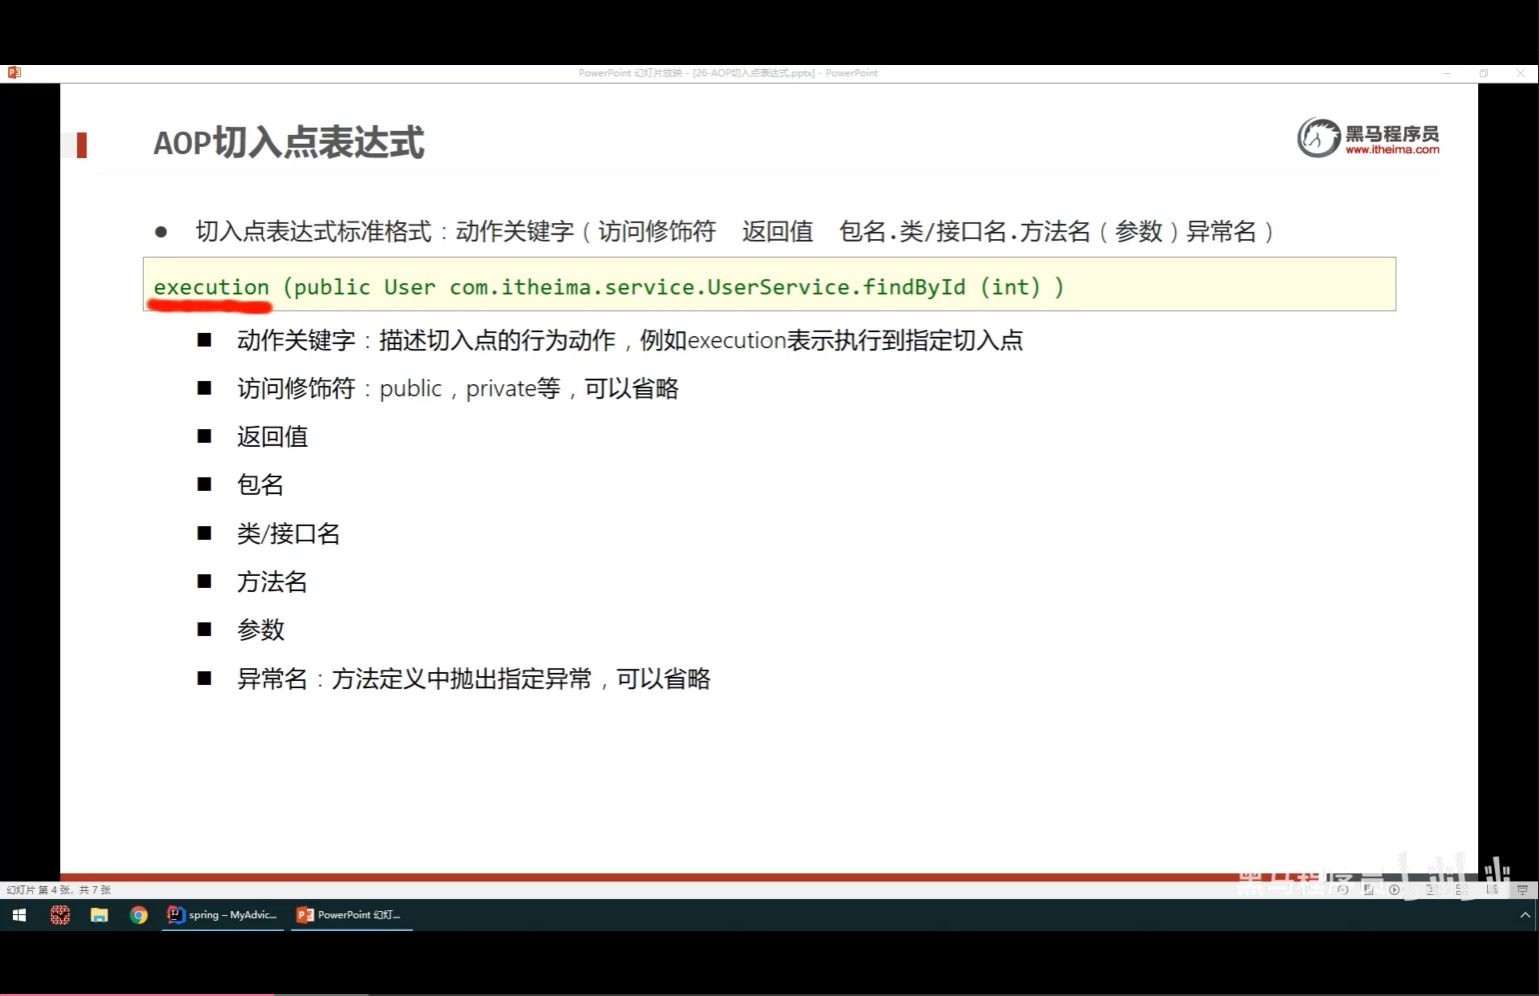 PowerPoint 幻灯片放映 - [26-AOP切入点表达式.pptx] - PowerPoint
AOP切入点表达式
黑马程序员
www.itheima.com
● 切入点表达式标准格式：动作关键字（访问修饰符 返回值 包名.类/接口名.方法名（参数）异常名）
execution (public User com.itheima.service.UserService.findById (int) )
■ 动作关键字：描述切入点的行为动作，例如execution表示执行到指定切入点
■ 访问修饰符：public，private等，可以省略
■ 返回值
■ 包名
■ 类/接口名
■ 方法名
■ 参数
■ 异常名：方法定义中抛出指定异常，可以省略
黑马程序员
幻灯片 第 4 张，共 7 张
spring – MyAdvic...
PowerPoint 幻灯...